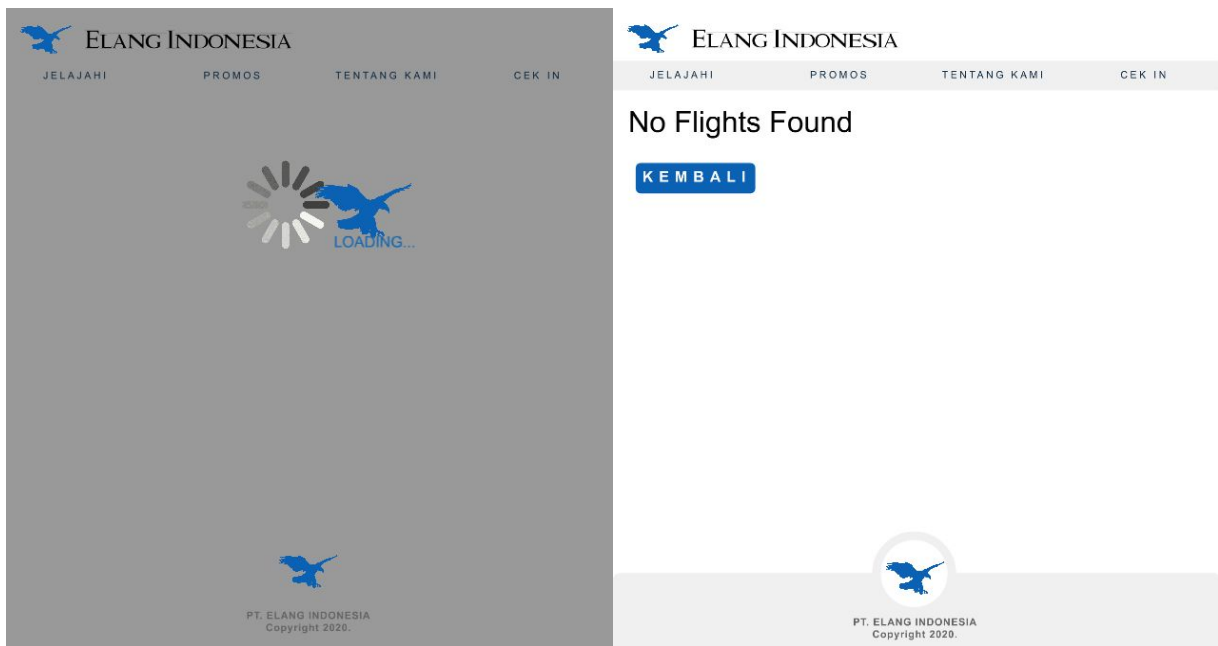 ELANG INDONESIA
JELAJAHI PROMOS TENTANG KAMI CEK IN
LOADING...
PT. ELANG INDONESIA
Copyright 2020.
ELANG INDONESIA
JELAJAHI PROMOS TENTANG KAMI CEK IN
No Flights Found
KEMBALI
PT. ELANG INDONESIA
Copyright 2020.